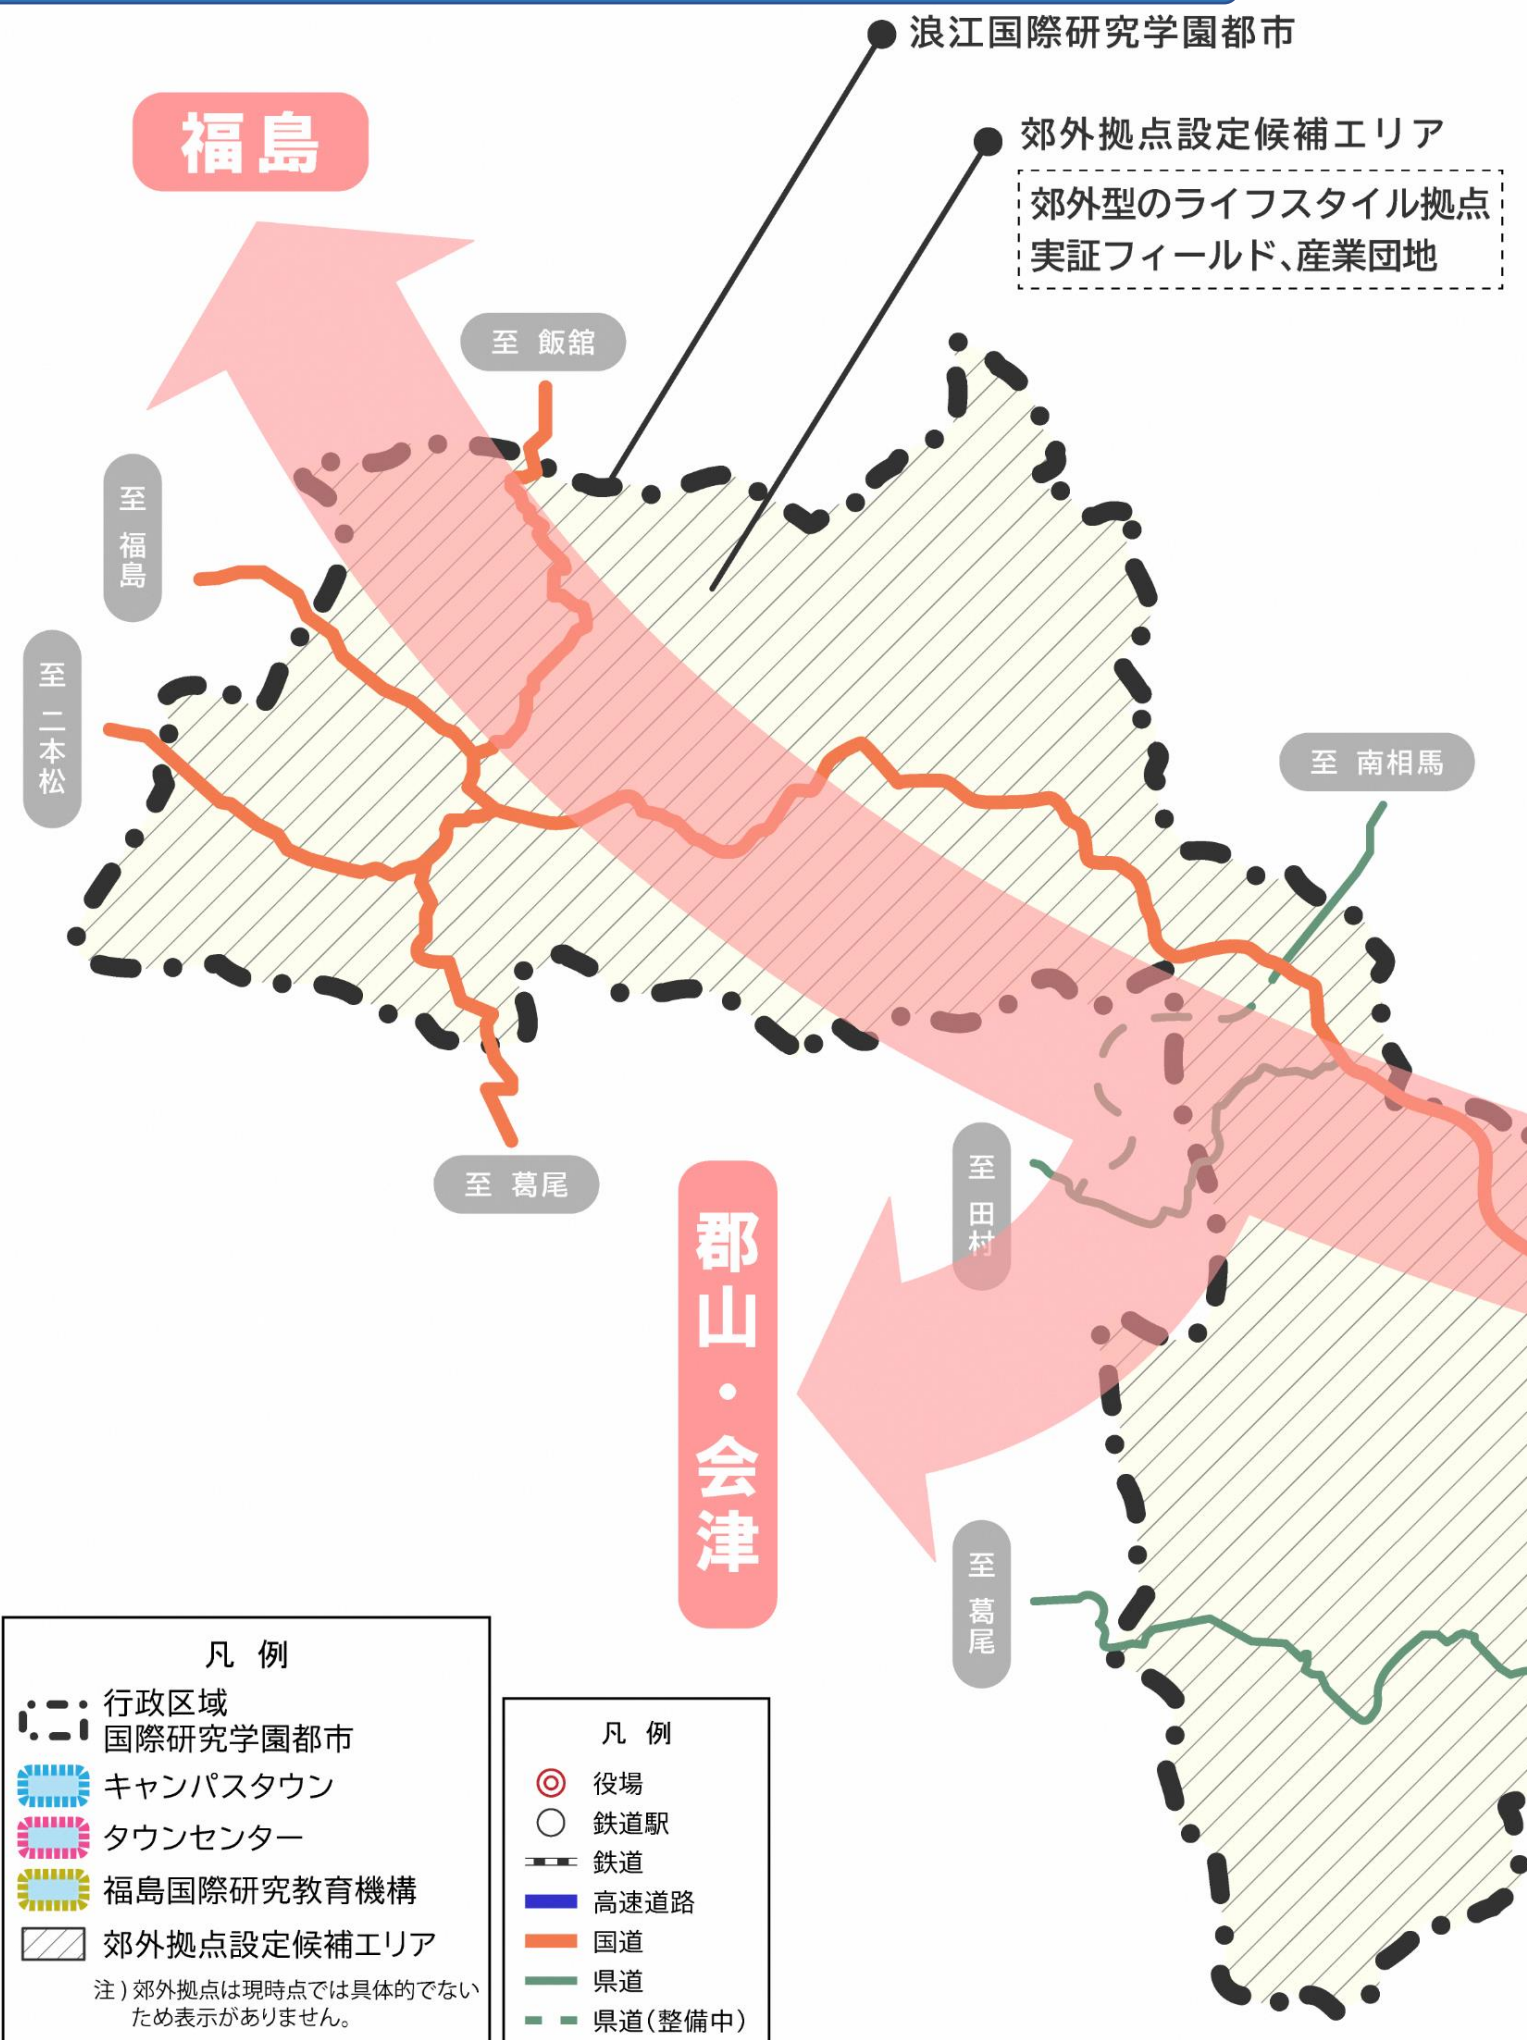 浪江国際研究学園都市
郊外拠点設定候補エリア
郊外型のライフスタイル拠点
実証フィールド、産業団地
福島
至 飯舘
至 福島
至 二本松
至 南相馬
至 田村
至 葛尾
郡山・会津
至 葛尾
凡 例
行政区域
国際研究学園都市
キャンパスタウン
タウンセンター
福島国際研究教育機構
郊外拠点設定候補エリア
注)郊外拠点は現時点では具体的でない
ため表示がありません。
凡 例
役場
鉄道駅
鉄道
高速道路
国道
県道
県道(整備中)